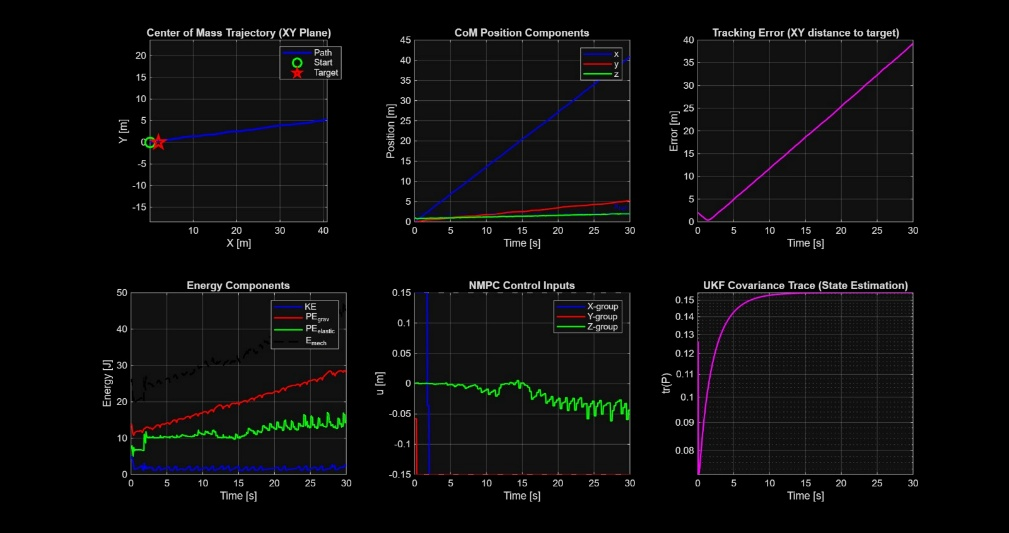 Center of Mass Trajectory (XY Plane)
Path
Start
Target
20
15
10
5
0
-5
-10
-15
Y [m]
10
20
30
40
X [m]
CoM Position Components
x
y
z
45
40
35
30
25
20
15
10
5
0
Position [m]
0
5
10
15
20
25
30
Time [s]
Tracking Error (XY distance to target)
40
35
30
25
20
15
10
5
0
Error [m]
0
5
10
15
20
25
30
Time [s]
Energy Components
KE
PEgrav
PEelastic
Emech
50
40
30
20
10
0
Energy [J]
0
5
10
15
20
25
30
Time [s]
NMPC Control Inputs
X-group
Y-group
Z-group
0.15
0.1
0.05
0
-0.05
-0.1
-0.15
u [m]
0
5
10
15
20
25
30
Time [s]
UKF Covariance Trace (State Estimation)
0.15
0.14
0.13
0.12
0.11
0.1
0.09
0.08
tr(P)
0
5
10
15
20
25
30
Time [s]